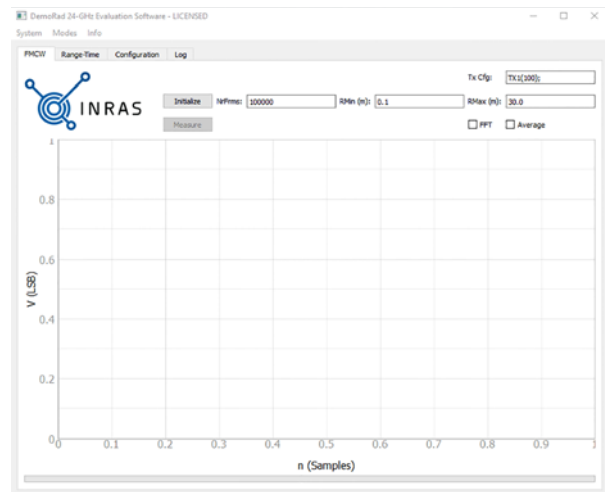 DemoRad 24-GHz Evaluation Software - LICENSED
System Modes Info
FMCW Range-Time Configuration Log
Tx Cfg: TX1(100);
INRAS
Initialize NrFrms: 100000 RMin (m): 0.1 RMax (m): 30.0
Measure FFT Average
1
0.8
0.6
V (LSB)
0.4
0.2
0
0 0.1 0.2 0.3 0.4 0.5 0.6 0.7 0.8 0.9 1
n (Samples)